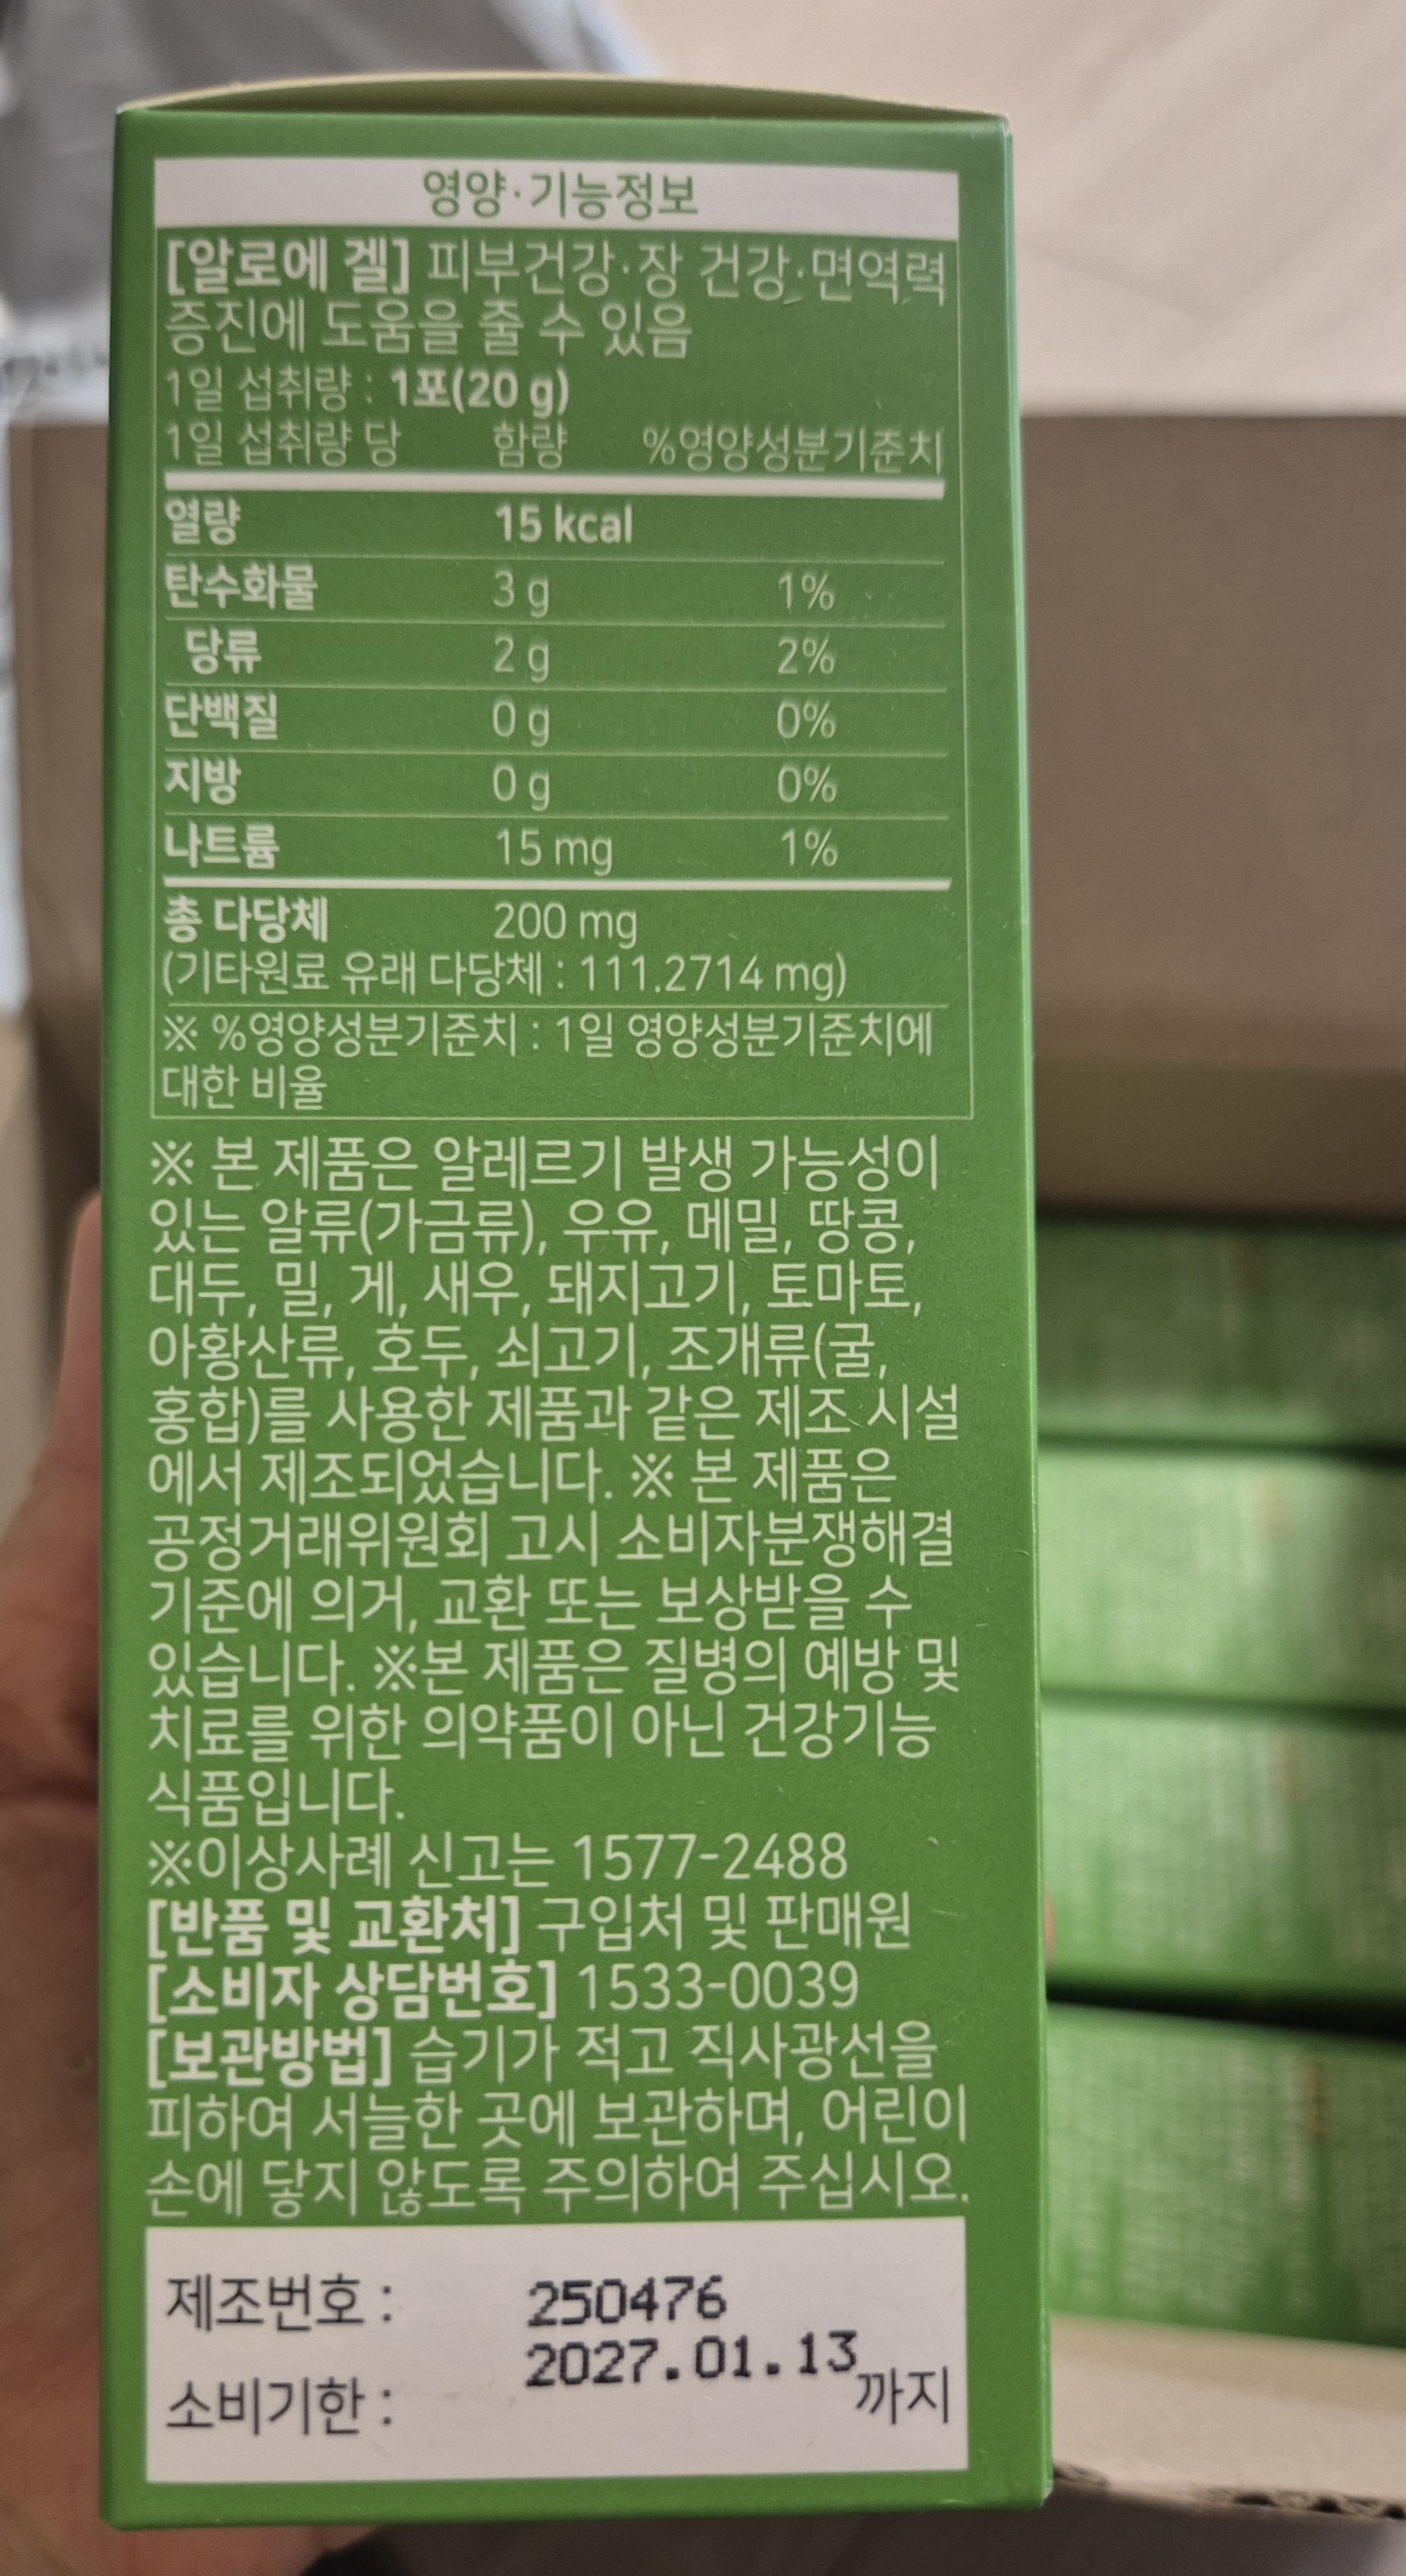 영양·기능정보
[알로에 겔] 피부건강·장 건강·면역력
증진에 도움을 줄 수 있음
1일 섭취량 : 1포(20 g)
1일 섭취량 당 함량 %영양성분기준치
열량 15 kcal
탄수화물 3 g 1%
당류 2 g 2%
단백질 0 g 0%
지방 0 g 0%
나트륨 15 mg 1%
총 다당체 200 mg
(기타원료 유래 다당체 : 111.2714 mg)
※ %영양성분기준치 : 1일 영양성분기준치에
대한 비율
※ 본 제품은 알레르기 발생 가능성이
있는 알류(가금류), 우유, 메밀, 땅콩,
대두, 밀, 게, 새우, 돼지고기, 토마토,
아황산류, 호두, 쇠고기, 조개류(굴,
홍합)를 사용한 제품과 같은 제조 시설
에서 제조되었습니다. ※ 본 제품은
공정거래위원회 고시 소비자분쟁해결
기준에 의거, 교환 또는 보상받을 수
있습니다. ※본 제품은 질병의 예방 및
치료를 위한 의약품이 아닌 건강기능
식품입니다.
※이상사례 신고는 1577-2488
[반품 및 교환처] 구입처 및 판매원
[소비자 상담번호] 1533-0039
[보관방법] 습기가 적고 직사광선을
피하여 서늘한 곳에 보관하며, 어린이
손에 닿지 않도록 주의하여 주십시오.
제조번호 : 250476
소비기한 : 2027.01.13 까지